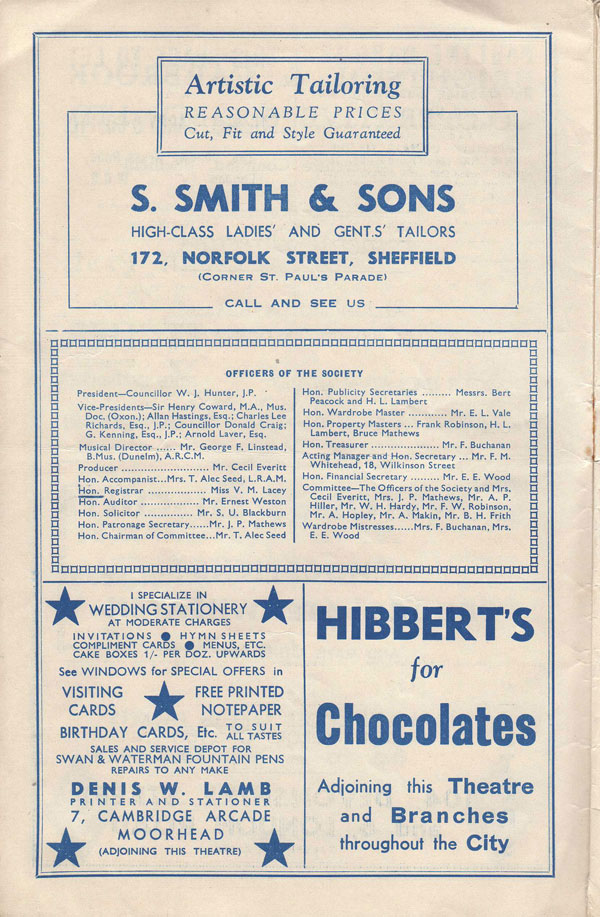 Artistic Tailoring
REASONABLE PRICES
Cut, Fit and Style Guaranteed
S. SMITH & SONS
HIGH-CLASS LADIES' AND GENT.S' TAILORS
172, NORFOLK STREET, SHEFFIELD
(CORNER ST. PAUL'S PARADE)
CALL AND SEE US
OFFICERS OF THE SOCIETY
President—Councillor W. J. Hunter, J.P.
Vice-Presidents—Sir Henry Coward, M.A., Mus.
Doc. (Oxon.); Allan Hastings, Esq.; Charles Lee
Richards, Esq., J.P.; Councillor Donald Craig;
G. Kenning, Esq., J.P.; Arnold Laver, Esq.
Musical Director ...... Mr. George F. Linstead,
B.Mus. (Dunelm), A.R.C.M.
Producer ........................ Mr. Cecil Everitt
Hon. Accompanist...Mrs. T. Alec Seed, L.R.A.M.
Hon. Registrar .................. Miss V. M. Lacey
Hon. Auditor .................. Mr. Ernest Weston
Hon. Solicitor ............... Mr. S. U. Blackburn
Hon. Patronage Secretary......Mr. J. P. Mathews
Hon. Chairman of Committee...Mr. T. Alec Seed
Hon. Publicity Secretaries ......... Messrs. Bert
Peacock and H. L. Lambert
Hon. Wardrobe Master ............ Mr. E. L. Vale
Hon. Property Masters ... Frank Robinson, H. L.
Lambert, Bruce Mathews
Hon. Treasurer .................. Mr. F. Buchanan
Acting Manager and Hon. Secretary ... Mr. F. M.
Whitehead, 18, Wilkinson Street
Hon. Financial Secretary ......... Mr. E. E. Wood
Committee—The Officers of the Society and Mrs.
Cecil Everitt, Mrs. J. P. Mathews, Mr. A. P.
Hiller, Mr. W. H. Hardy, Mr. F. W. Robinson,
Mr. A. Hopley, Mr. A. Makin, Mr. B. H. Frith
Wardrobe Mistresses......Mrs. F. Buchanan, Mrs.
E. E. Wood
I SPECIALIZE IN
WEDDING STATIONERY
AT MODERATE CHARGES
INVITATIONS ● HYMN SHEETS
COMPLIMENT CARDS ● MENUS, ETC.
CAKE BOXES 1/- PER DOZ. UPWARDS
See WINDOWS for SPECIAL OFFERS in
VISITING CARDS ★ FREE PRINTED NOTEPAPER
BIRTHDAY CARDS, Etc. TO SUIT ALL TASTES
SALES AND SERVICE DEPOT FOR
SWAN & WATERMAN FOUNTAIN PENS
REPAIRS TO ANY MAKE
DENIS W. LAMB
PRINTER AND STATIONER
7, CAMBRIDGE ARCADE
MOORHEAD
(ADJOINING THIS THEATRE)
HIBBERT'S
for
Chocolates
Adjoining this Theatre
and Branches
throughout the City